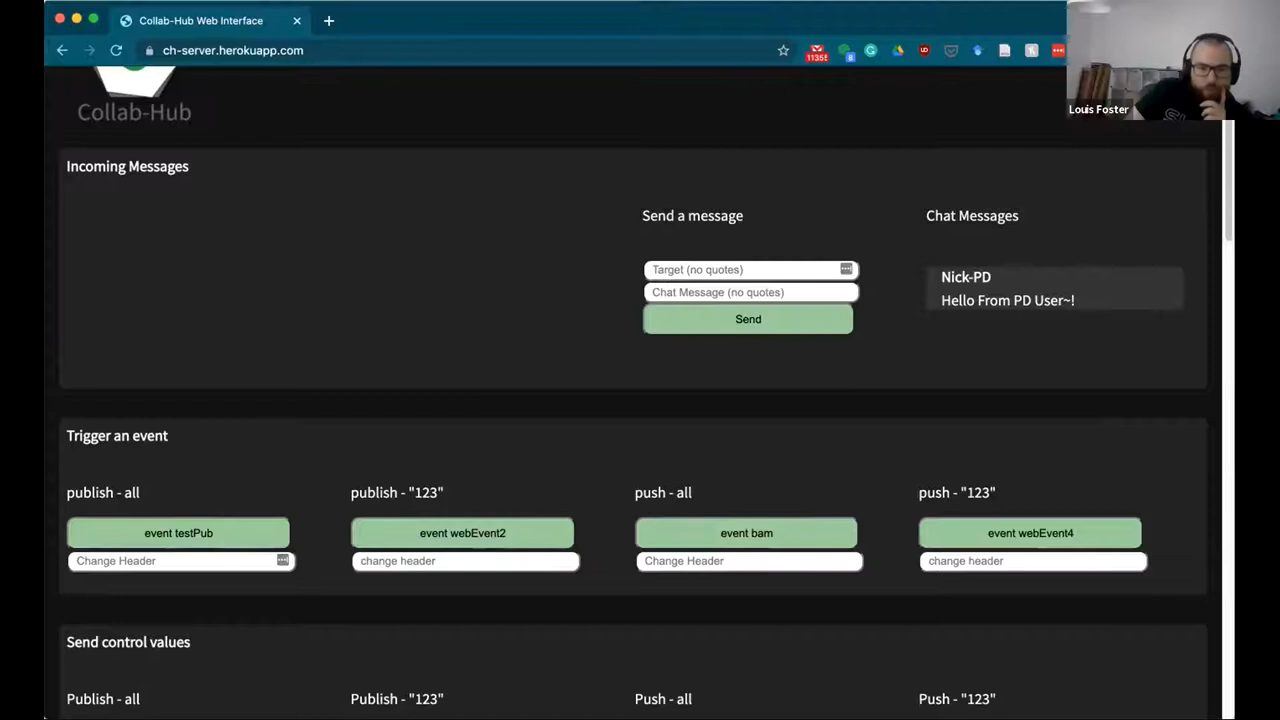 Collab-Hub Web Interface
ch-server.herokuapp.com
Louis Foster
Collab-Hub
Incoming Messages
Send a message
Chat Messages
Target (no quotes)
Chat Message (no quotes)
Send
Nick-PD
Hello From PD User~!
Trigger an event
publish - all
publish - "123"
push - all
push - "123"
event testPub
event webEvent2
event bam
event webEvent4
Change Header
change header
Change Header
change header
Send control values
Publish - all
Publish - "123"
Push - all
Push - "123"